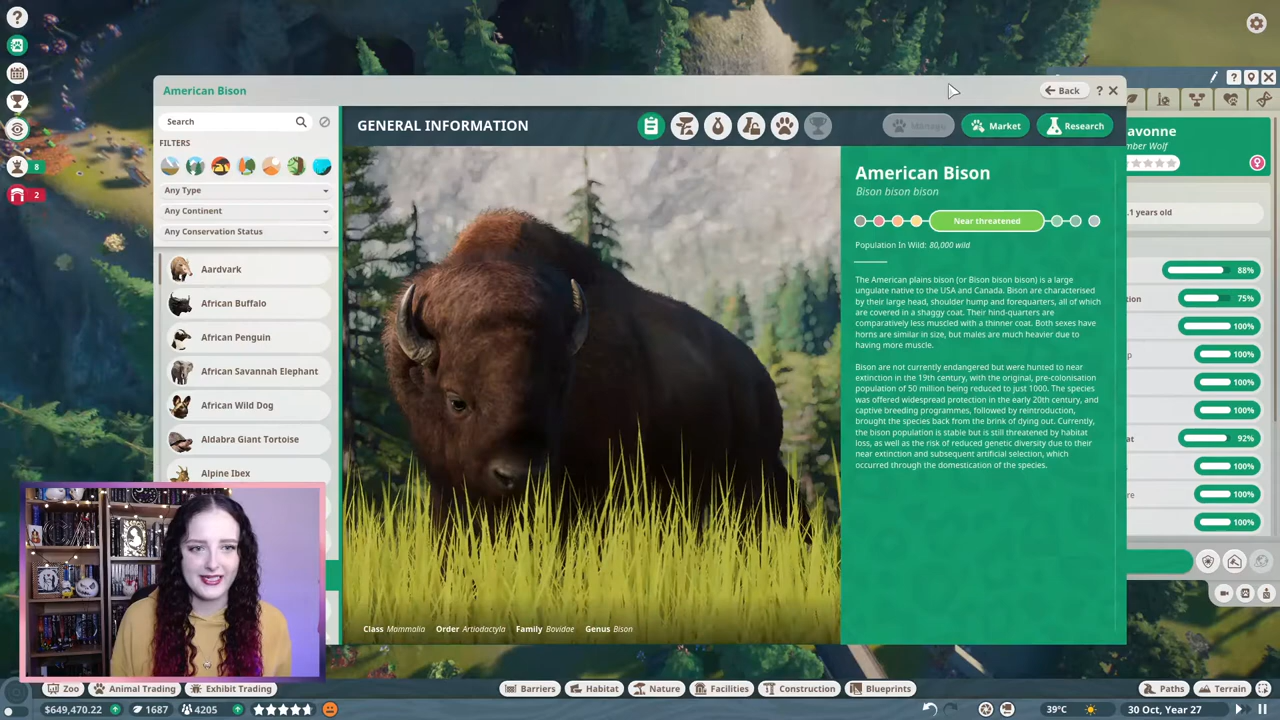 American Bison
Back
?
Search
FILTERS
Any Type
Any Continent
Any Conservation Status
Aardvark
African Buffalo
African Penguin
African Savannah Elephant
African Wild Dog
Aldabra Giant Tortoise
Alpine Ibex
GENERAL INFORMATION
Market
Research
American Bison
Bison bison bison
Near threatened
Population In Wild: 80,000 wild
The American plains bison (or Bison bison bison) is a large
ungulate native to the USA and Canada. Bison are characterised
by their large head, shoulder hump and forequarters, all of which
are covered in a shaggy coat. Their hind-quarters are
comparatively less muscled with a thinner coat. Both sexes have
horns are similar in size, but males are much heavier due to
having more muscle.
Bison are not currently endangered but were hunted to near
extinction in the 19th century, with the original, pre-colonisation
population of 50 million being reduced to just 1000. The species
was offered widespread protection in the early 20th century, and
captive breeding programmes, followed by reintroduction,
brought the species back from the brink of dying out. Currently,
the bison population is stable but is still threatened by habitat
loss, as well as the risk of reduced genetic diversity due to their
near extinction and subsequent artificial selection, which
occurred through the domestication of the species.
Class Mammalia Order Artiodactyla Family Bovidae Genus Bison
?
8
2
?
avonne
mber Wolf
.1 years old
88%
75%
100%
100%
100%
100%
92%
100%
100%
100%
Zoo
Animal Trading
Exhibit Trading
Barriers
Habitat
Nature
Facilities
Construction
Blueprints
Paths
Terrain
$649,470.22
1687
4205
39°C
30 Oct, Year 27